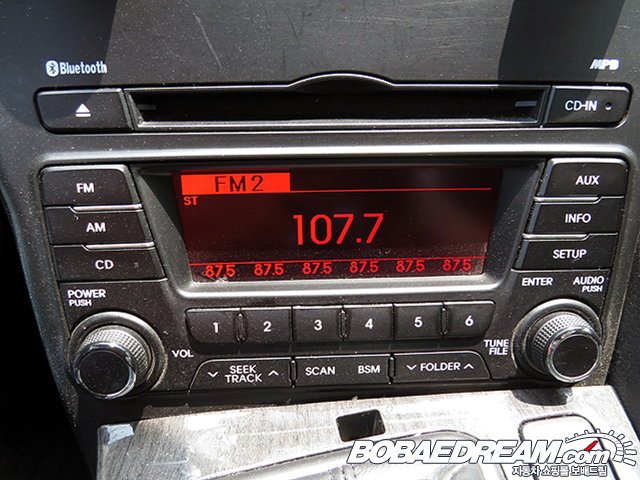 Bluetooth
MP3
CD-IN
FM
FM2
AUX
ST
AM
107.7
INFO
CD
87.5 87.5 87.5 87.5 87.5 87.5
SETUP
POWER
PUSH
ENTER
AUDIO
PUSH
1 2 3 4 5 6
VOL
SEEK
TRACK
SCAN
BSM
FOLDER
TUNE
FILE
BOBAEDREAM.com
자동차 쇼핑몰 보배드림